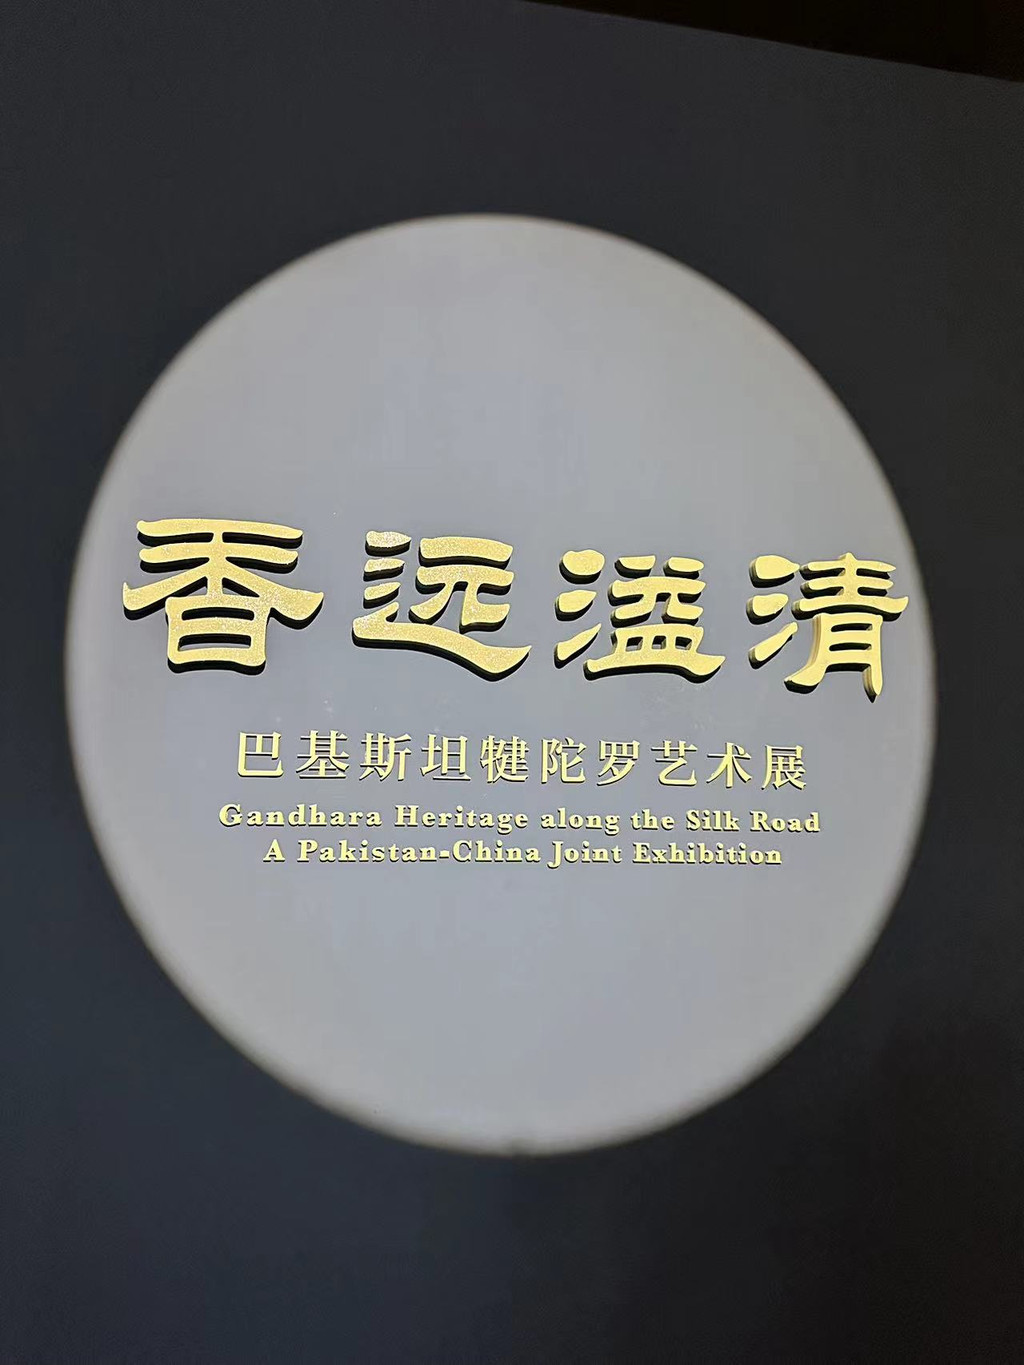 香远溢清
巴基斯坦犍陀罗艺术展
Gandhara Heritage along the Silk Road
A Pakistan-China Joint Exhibition